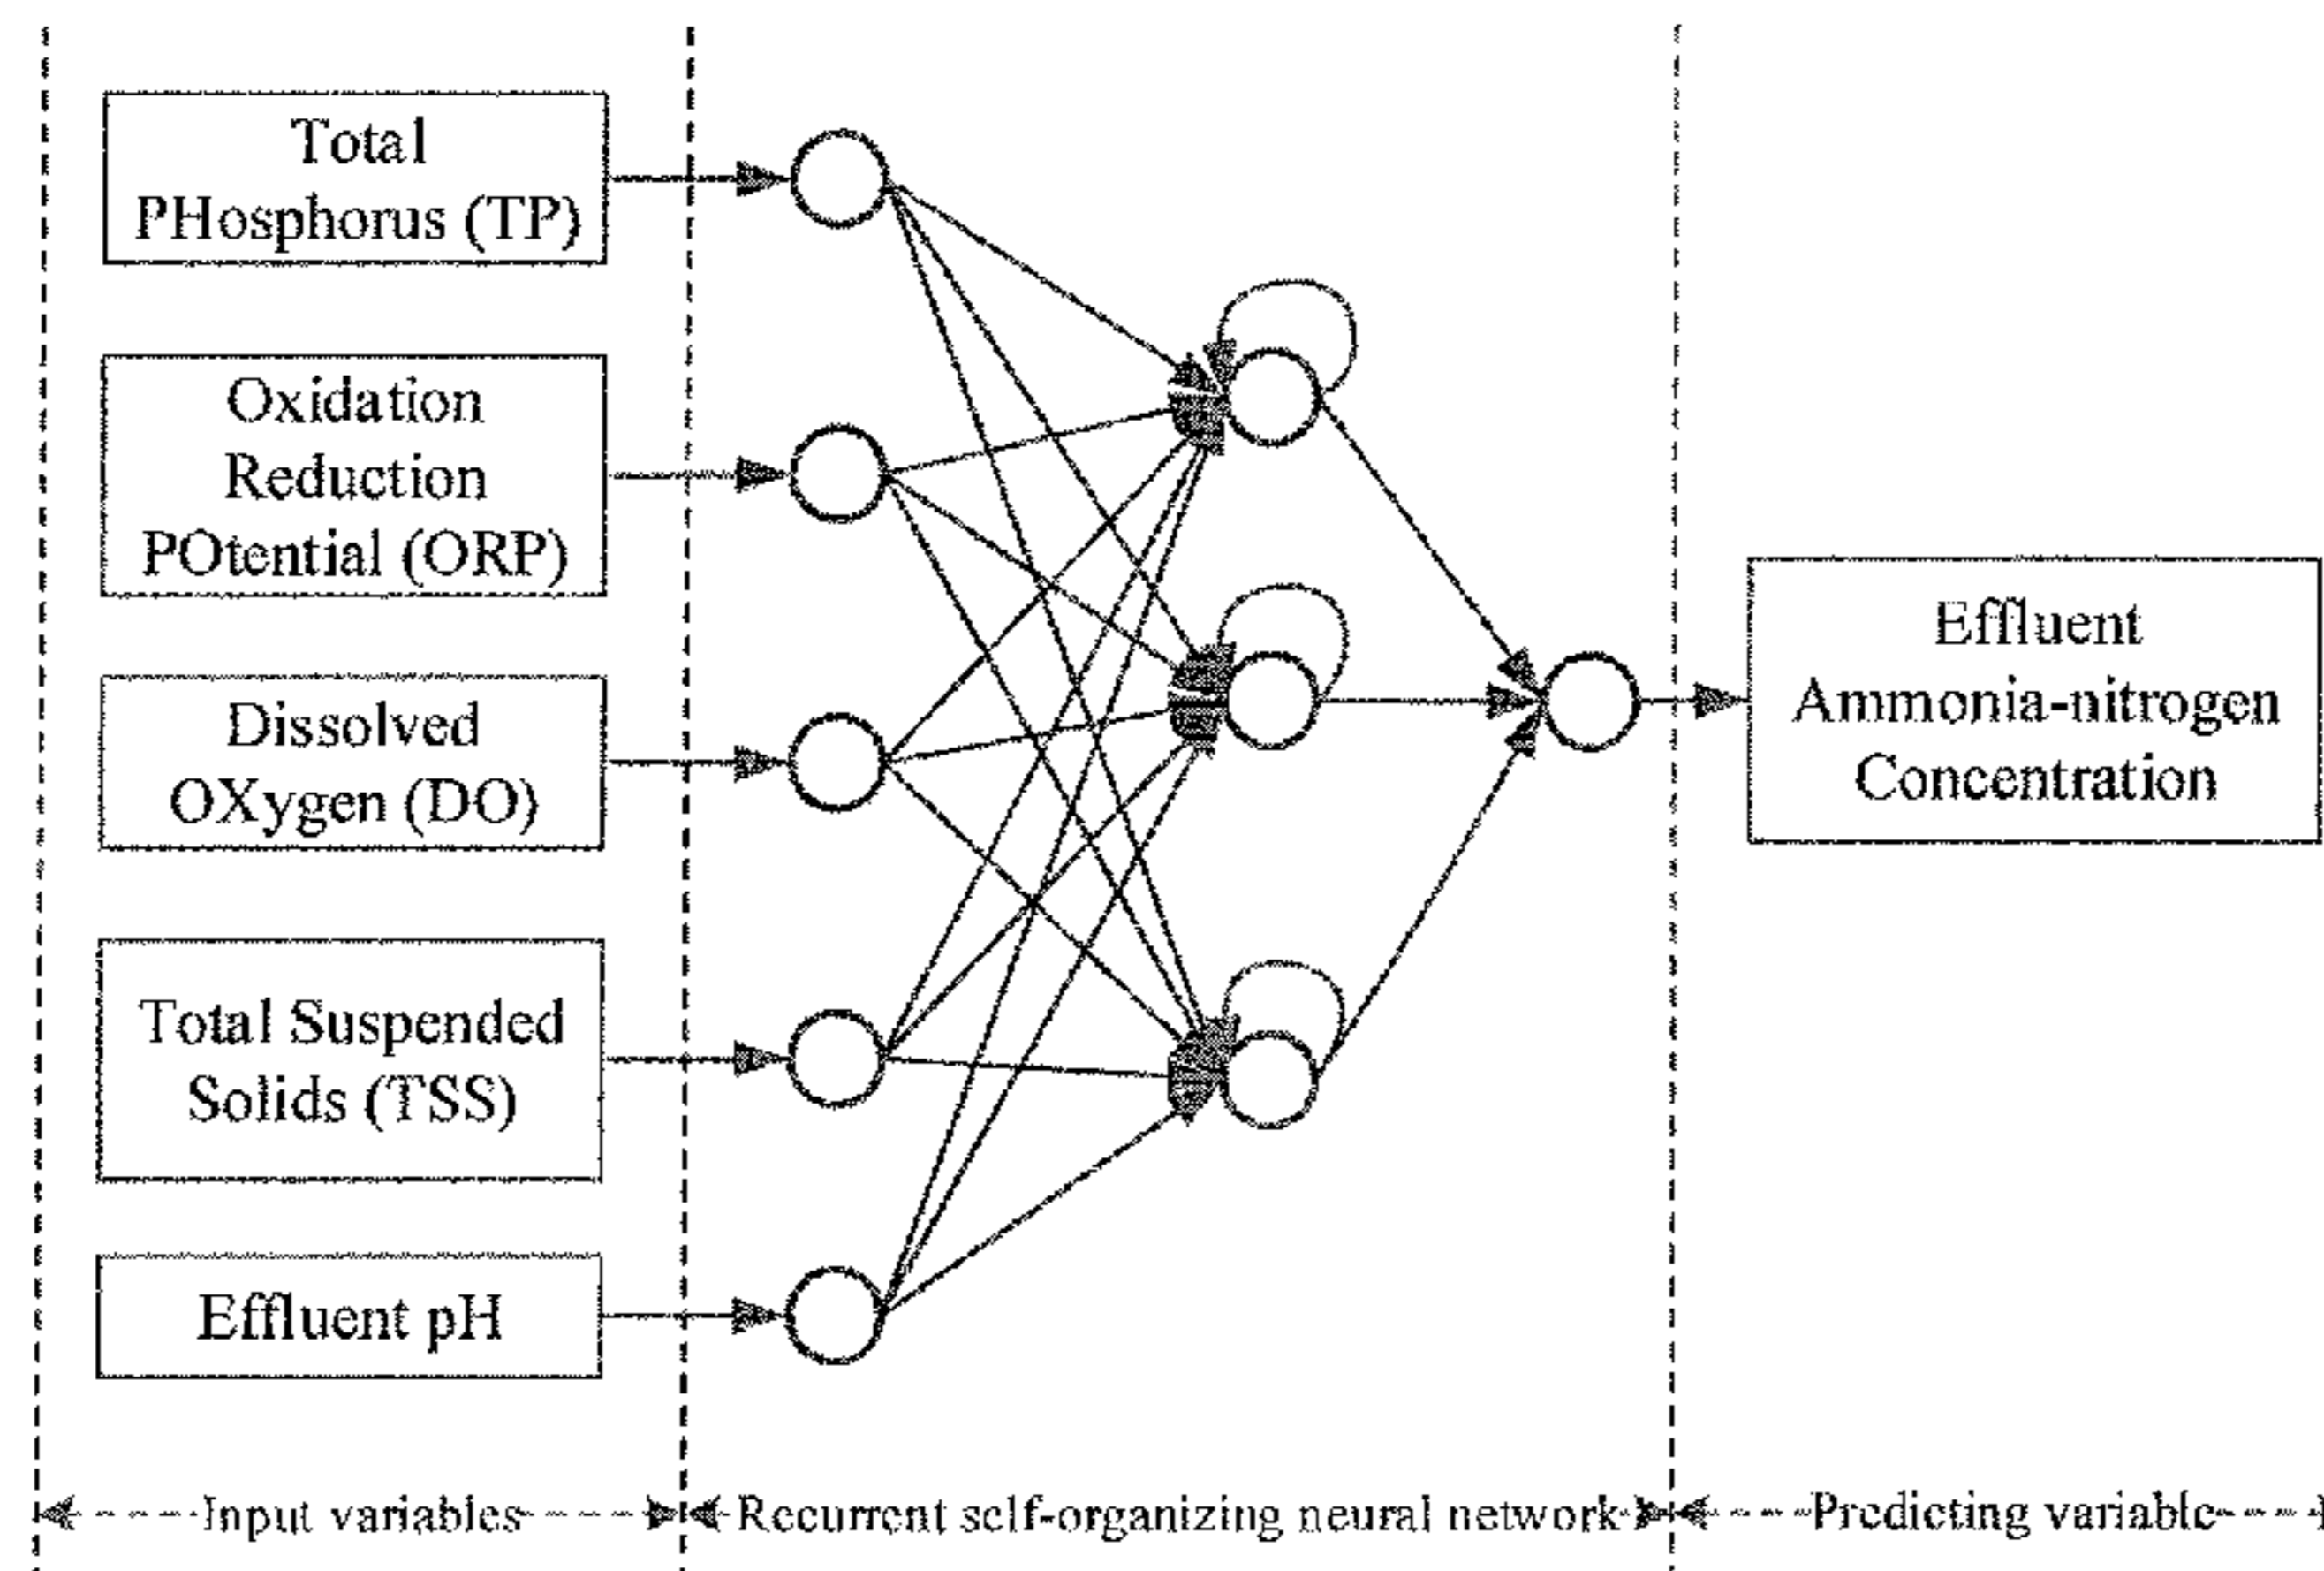 Total
PHosphorus (TP)
Oxidation
Reduction
POtential (ORP)
Dissolved
OXygen (DO)
Total Suspended
Solids (TSS)
Effluent pH
Effluent
Ammonia-nitrogen
Concentration
Input variables
Recurrent self-organizing neural network
Predicting variable